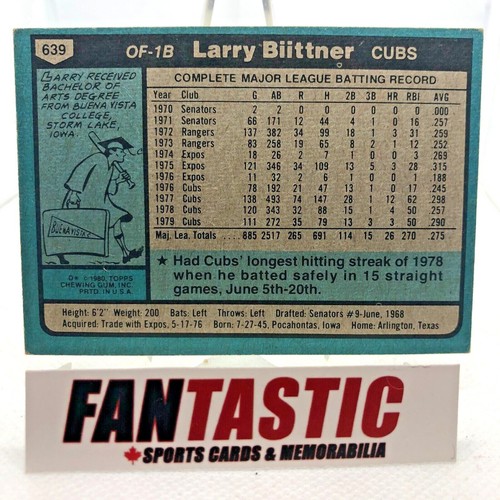 639 OF-1B Larry Biittner CUBS
LARRY RECEIVED
BACHELOR OF
ARTS DEGREE
FROM BUENA VISTA
COLLEGE,
STORM LAKE,
IOWA.
BUENA VISTA C.
D★ © 1980 TOPPS
CHEWING GUM, INC.
PRTD. IN U.S.A.
COMPLETE MAJOR LEAGUE BATTING RECORD
Year Club G AB R H 2B 3B HR RBI AVG
1970 Senators 2 2 0 0 0 0 0 0 .000
1971 Senators 66 171 12 44 4 1 0 16 .257
1972 Rangers 137 382 34 99 18 1 3 31 .259
1973 Rangers 83 258 19 65 8 2 1 12 .252
1974 Expos 18 26 2 7 1 0 0 3 .269
1975 Expos 121 346 34 109 13 5 3 28 .315
1976 Expos 11 32 2 6 1 0 0 1 .188
1976 Cubs 78 192 21 47 13 1 0 17 .245
1977 Cubs 138 493 74 147 28 1 12 62 .298
1978 Cubs 120 343 32 88 15 1 4 50 .257
1979 Cubs 111 272 35 79 13 3 3 50 .290
Maj. Lea. Totals 885 2517 265 691 114 15 26 270 .275
★ Had Cubs' longest hitting streak of 1978
when he batted safely in 15 straight
games, June 5th-20th.
Height: 6'2" Weight: 200 Bats: Left Throws: Left Drafted: Senators #9-June, 1968
Acquired: Trade with Expos, 5-17-76 Born: 7-27-45, Pocahontas, Iowa Home: Arlington, Texas
FANTASTIC
SPORTS CARDS & MEMORABILIA